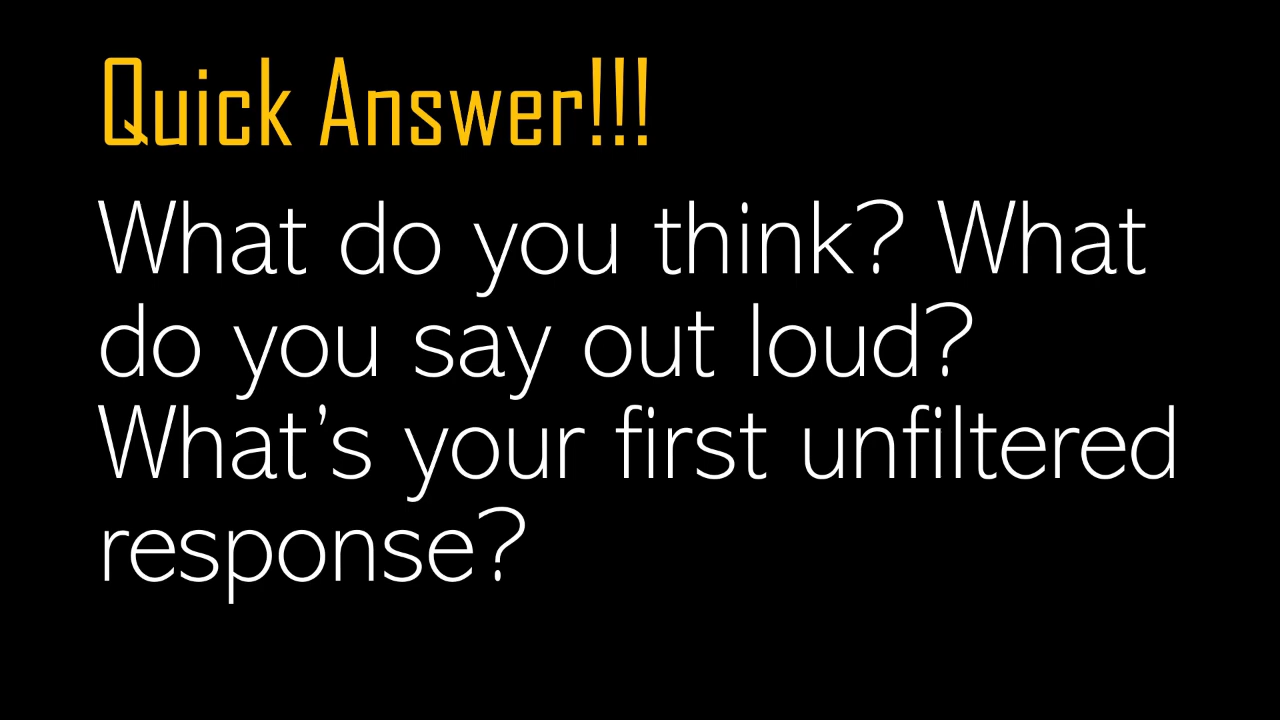 Quick Answer!!!
What do you think? What
do you say out loud?
What’s your first unfiltered
response?